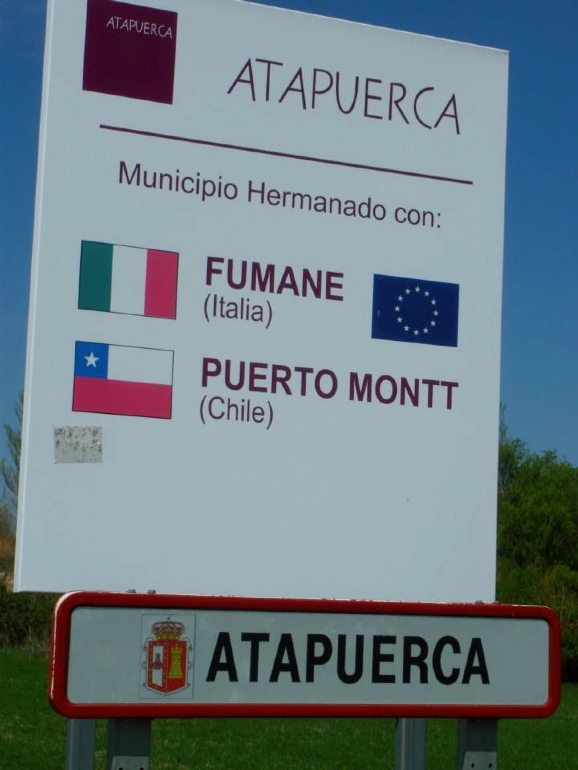 ATAPUERCA
ATAPUERCA
Municipio Hermanado con:
FUMANE
(Italia)
PUERTO MONTT
(Chile)
ATAPUERCA